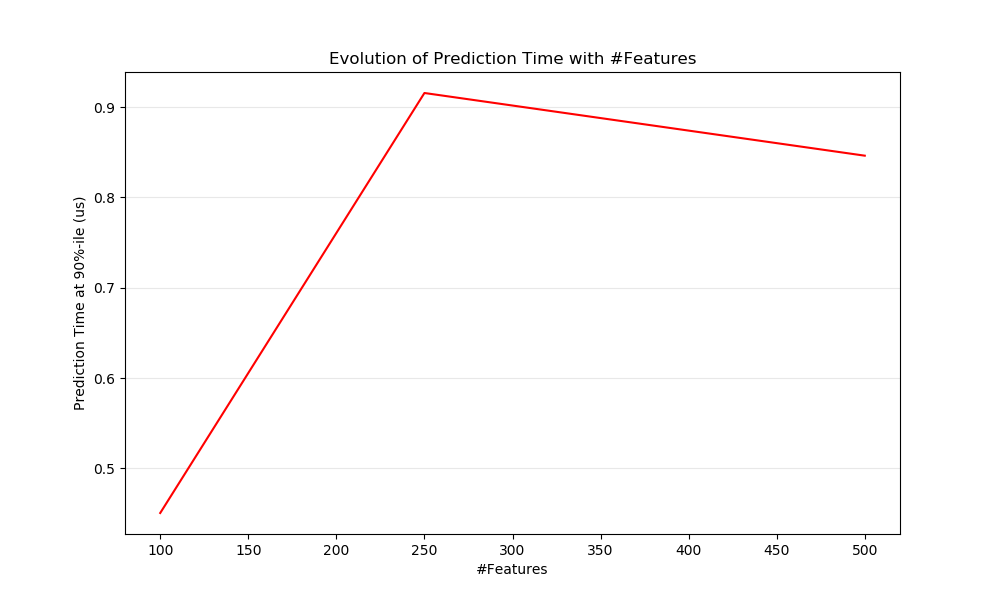 Evolution of Prediction Time with #Features
Prediction Time at 90%-ile (us)
0.9
0.8
0.7
0.6
0.5
100 150 200 250 300 350 400 450 500
#Features